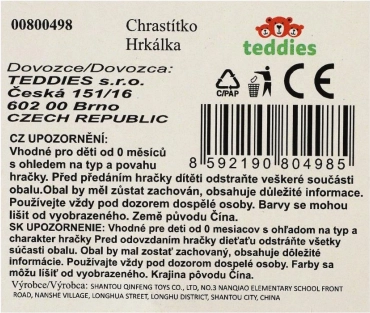 00800498
Chrastítko
Hrkálka
teddies
Dovozce/Dovozca:
TEDDIES s.r.o.
Česká 151/16
602 00 Brno
CZECH REPUBLIC
C/PAP
CE
8 592190 804985
CZ UPOZORNĚNÍ:
Vhodné pro děti od 0 měsíců
s ohledem na typ a povahu
hračky. Před předáním hračky dítěti odstraňte veškeré součásti
obalu.Obal by měl zůstat zachován, obsahuje důležité informace.
Používejte vždy pod dozorem dospělé osoby. Barvy se mohou
lišit od vyobrazeného. Země původu Čína.
SK UPOZORNENIE: Vhodné pre deti od 0 mesiacov s ohľadom na typ a
charakter hračky Pred odovzdaním hračky dieťaťu odstráňte všetky
súčasti obalu. Obal by mal zostať zachovaný, obsahuje dôležité
informácie. Používajte vždy pod dozorom dospelej osoby. Farby sa
môžu líšiť od vyobrazeného. Krajina pôvodu Čína.
Výrobce/Výrobca: SHANTOU QINFENG TOYS CO., LTD, NO.3 NANQIAO ELEMENTARY SCHOOL FRONT
ROAD, NANSHE VILLAGE, LONGHUA STREET, LONGHU DISTRICT, SHANTOU CITY, CHINA